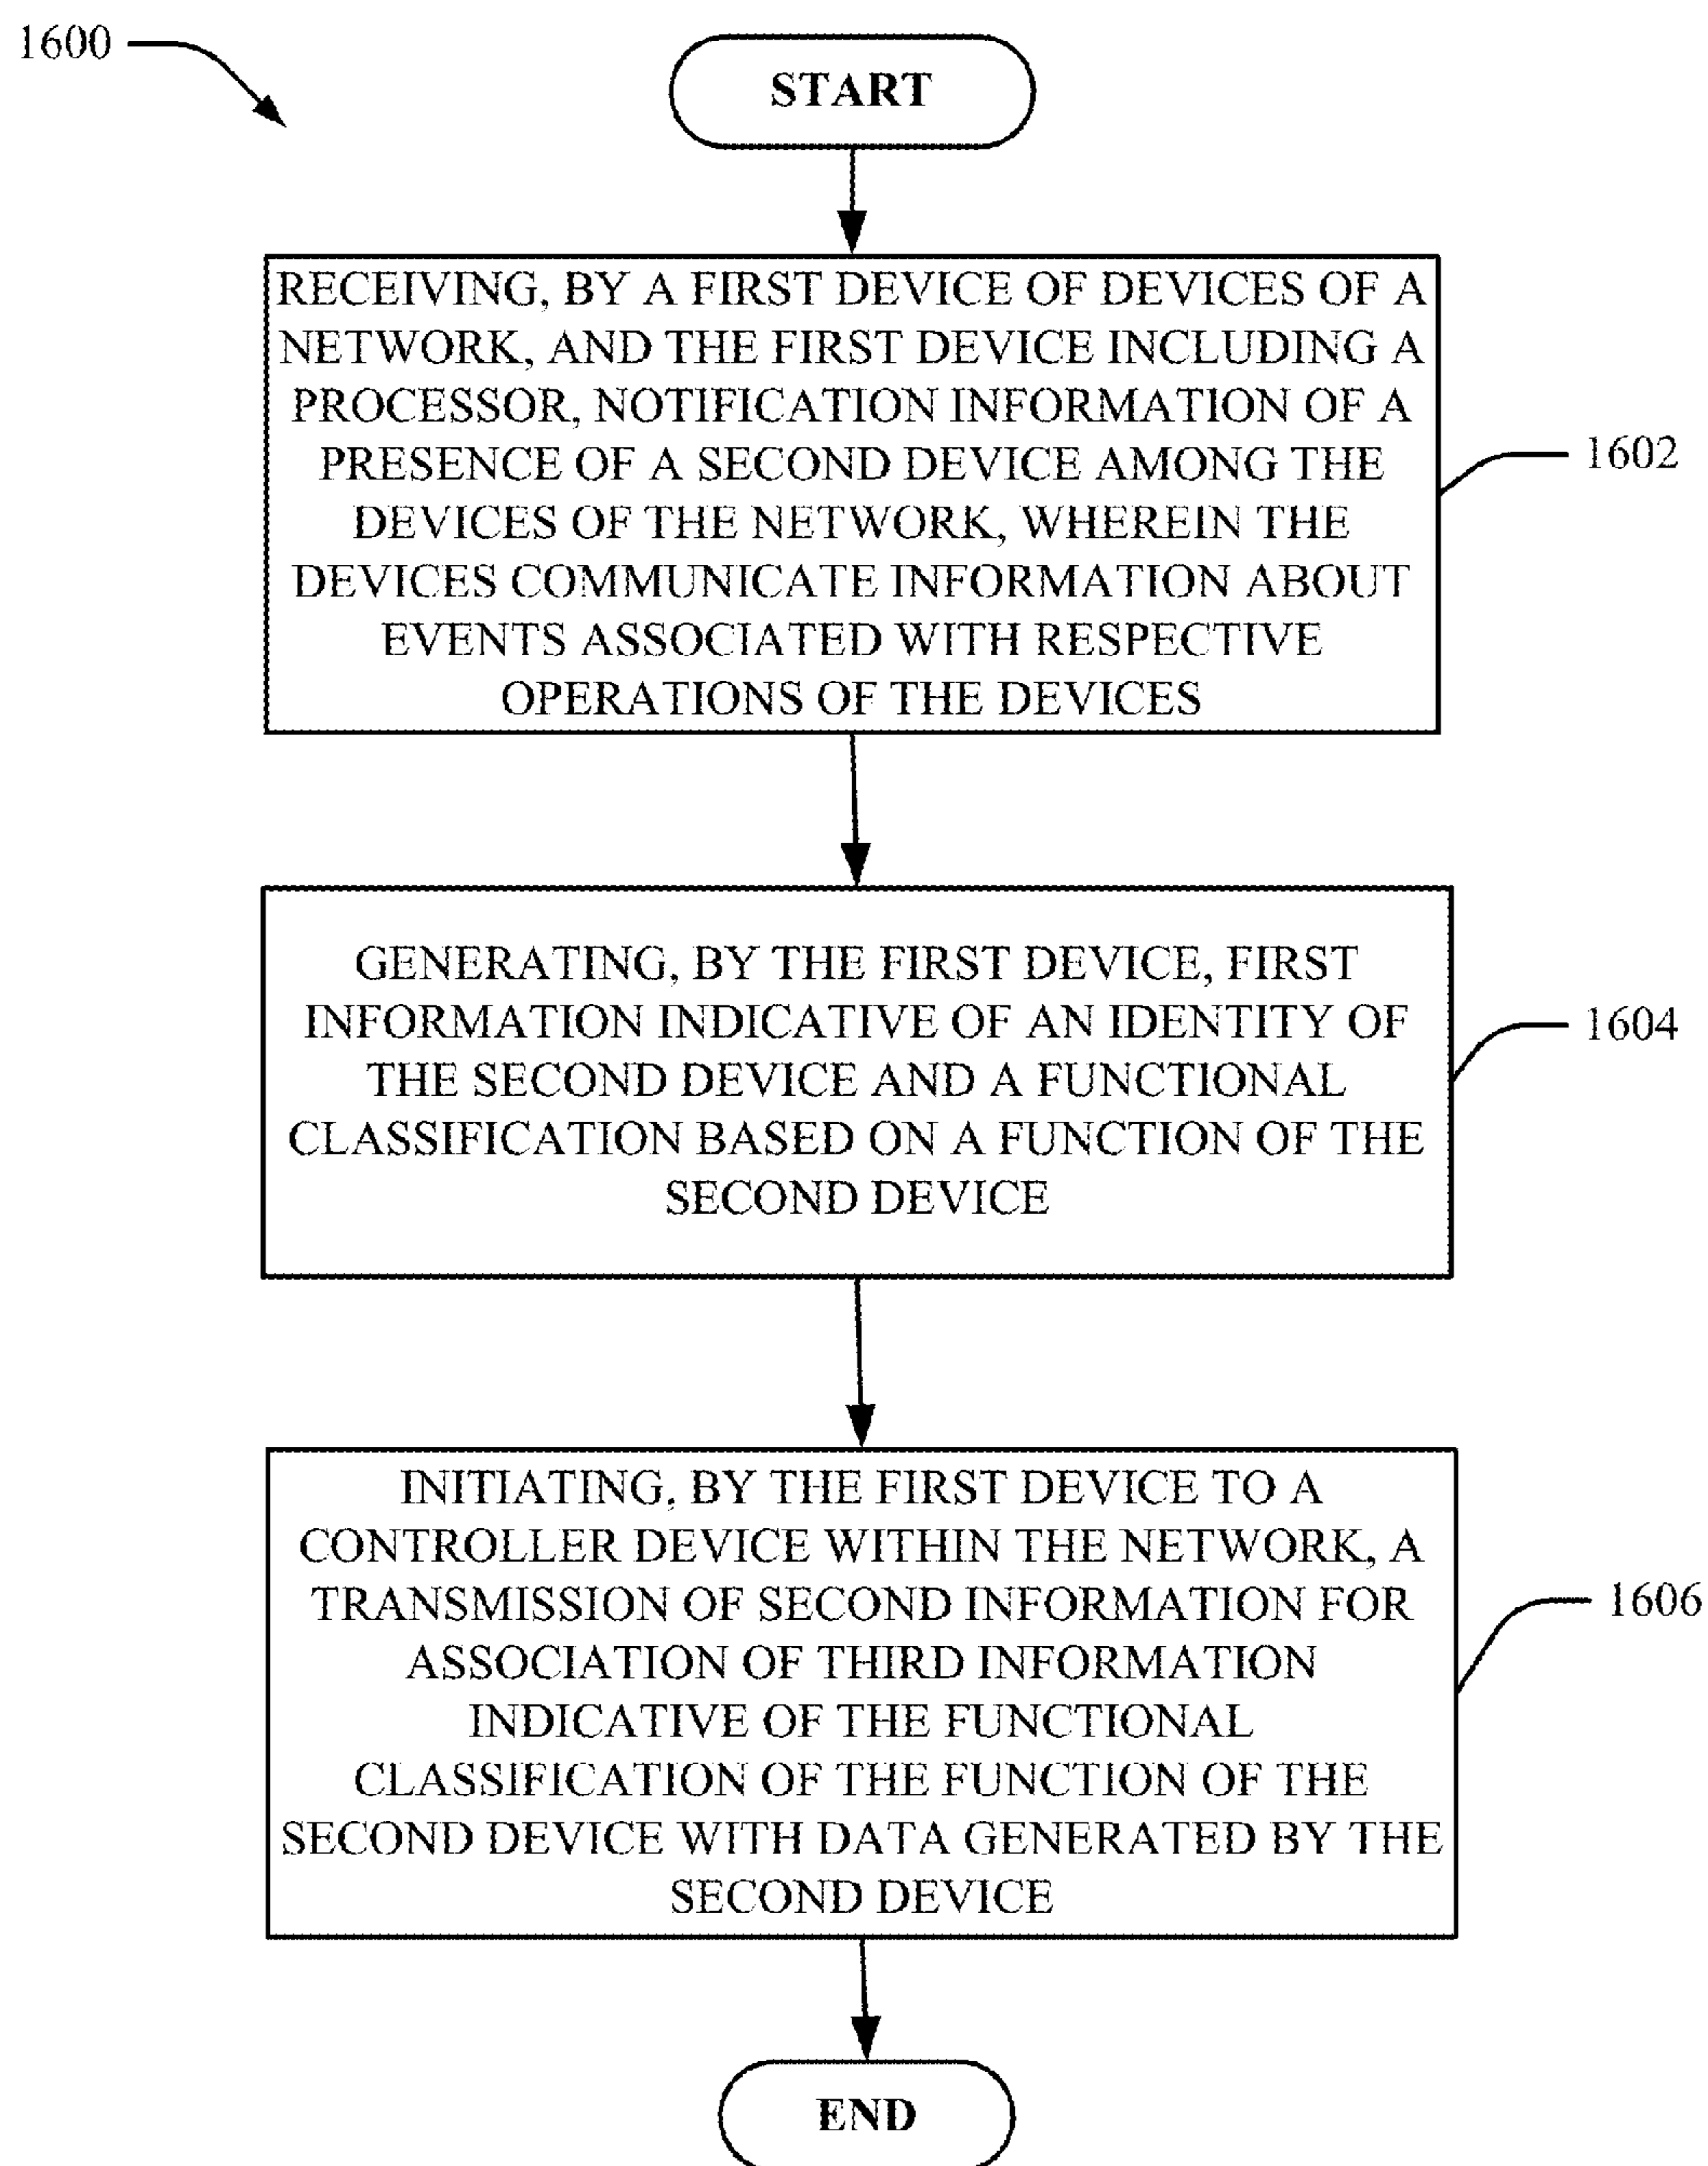 1600
START
RECEIVING, BY A FIRST DEVICE OF DEVICES OF A
NETWORK, AND THE FIRST DEVICE INCLUDING A
PROCESSOR, NOTIFICATION INFORMATION OF A
PRESENCE OF A SECOND DEVICE AMONG THE
DEVICES OF THE NETWORK, WHEREIN THE
DEVICES COMMUNICATE INFORMATION ABOUT
EVENTS ASSOCIATED WITH RESPECTIVE
OPERATIONS OF THE DEVICES
1602
GENERATING, BY THE FIRST DEVICE, FIRST
INFORMATION INDICATIVE OF AN IDENTITY OF
THE SECOND DEVICE AND A FUNCTIONAL
CLASSIFICATION BASED ON A FUNCTION OF THE
SECOND DEVICE
1604
INITIATING, BY THE FIRST DEVICE TO A
CONTROLLER DEVICE WITHIN THE NETWORK, A
TRANSMISSION OF SECOND INFORMATION FOR
ASSOCIATION OF THIRD INFORMATION
INDICATIVE OF THE FUNCTIONAL
CLASSIFICATION OF THE FUNCTION OF THE
SECOND DEVICE WITH DATA GENERATED BY THE
SECOND DEVICE
1606
END